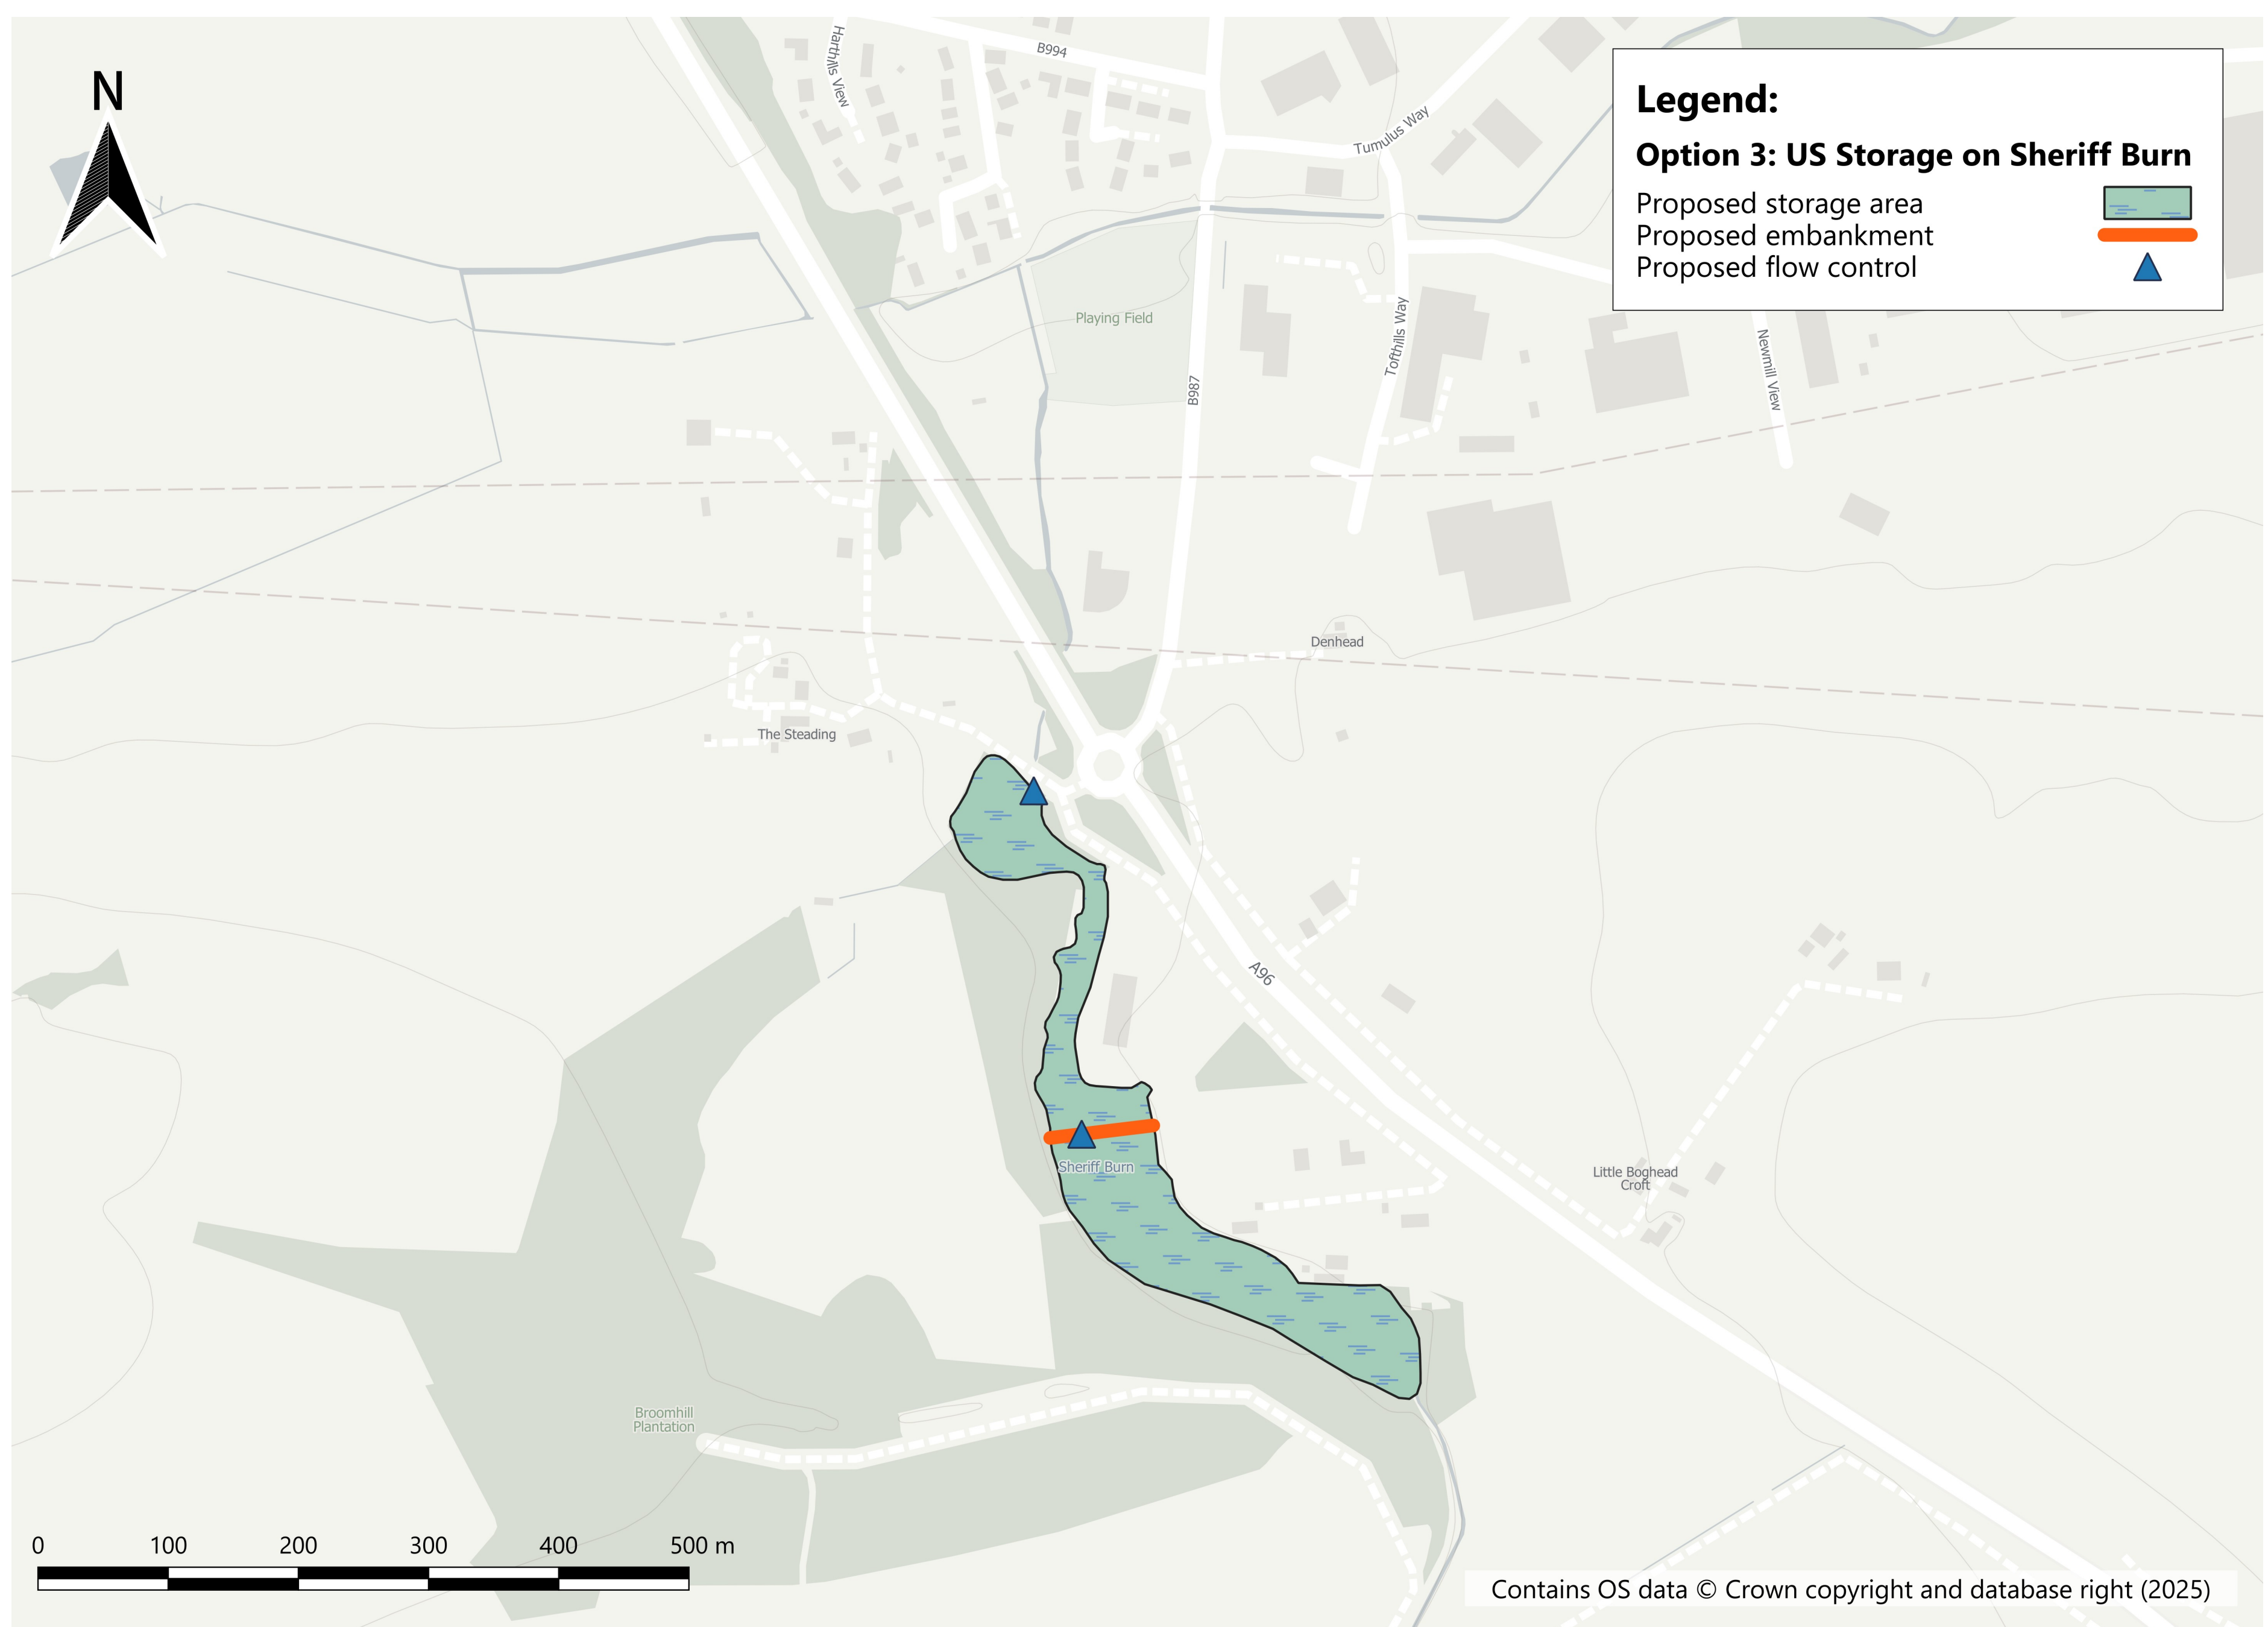 N
Harthills View
B994
Tumulus Way
Legend:
Option 3: US Storage on Sheriff Burn
Proposed storage area
Proposed embankment
Proposed flow control
Playing Field
B987
Tofthills Way
Newmill View
Denhead
The Steading
A96
Sheriff Burn
Little Boghead
Croft
Broomhill
Plantation
0 100 200 300 400 500 m
Contains OS data © Crown copyright and database right (2025)